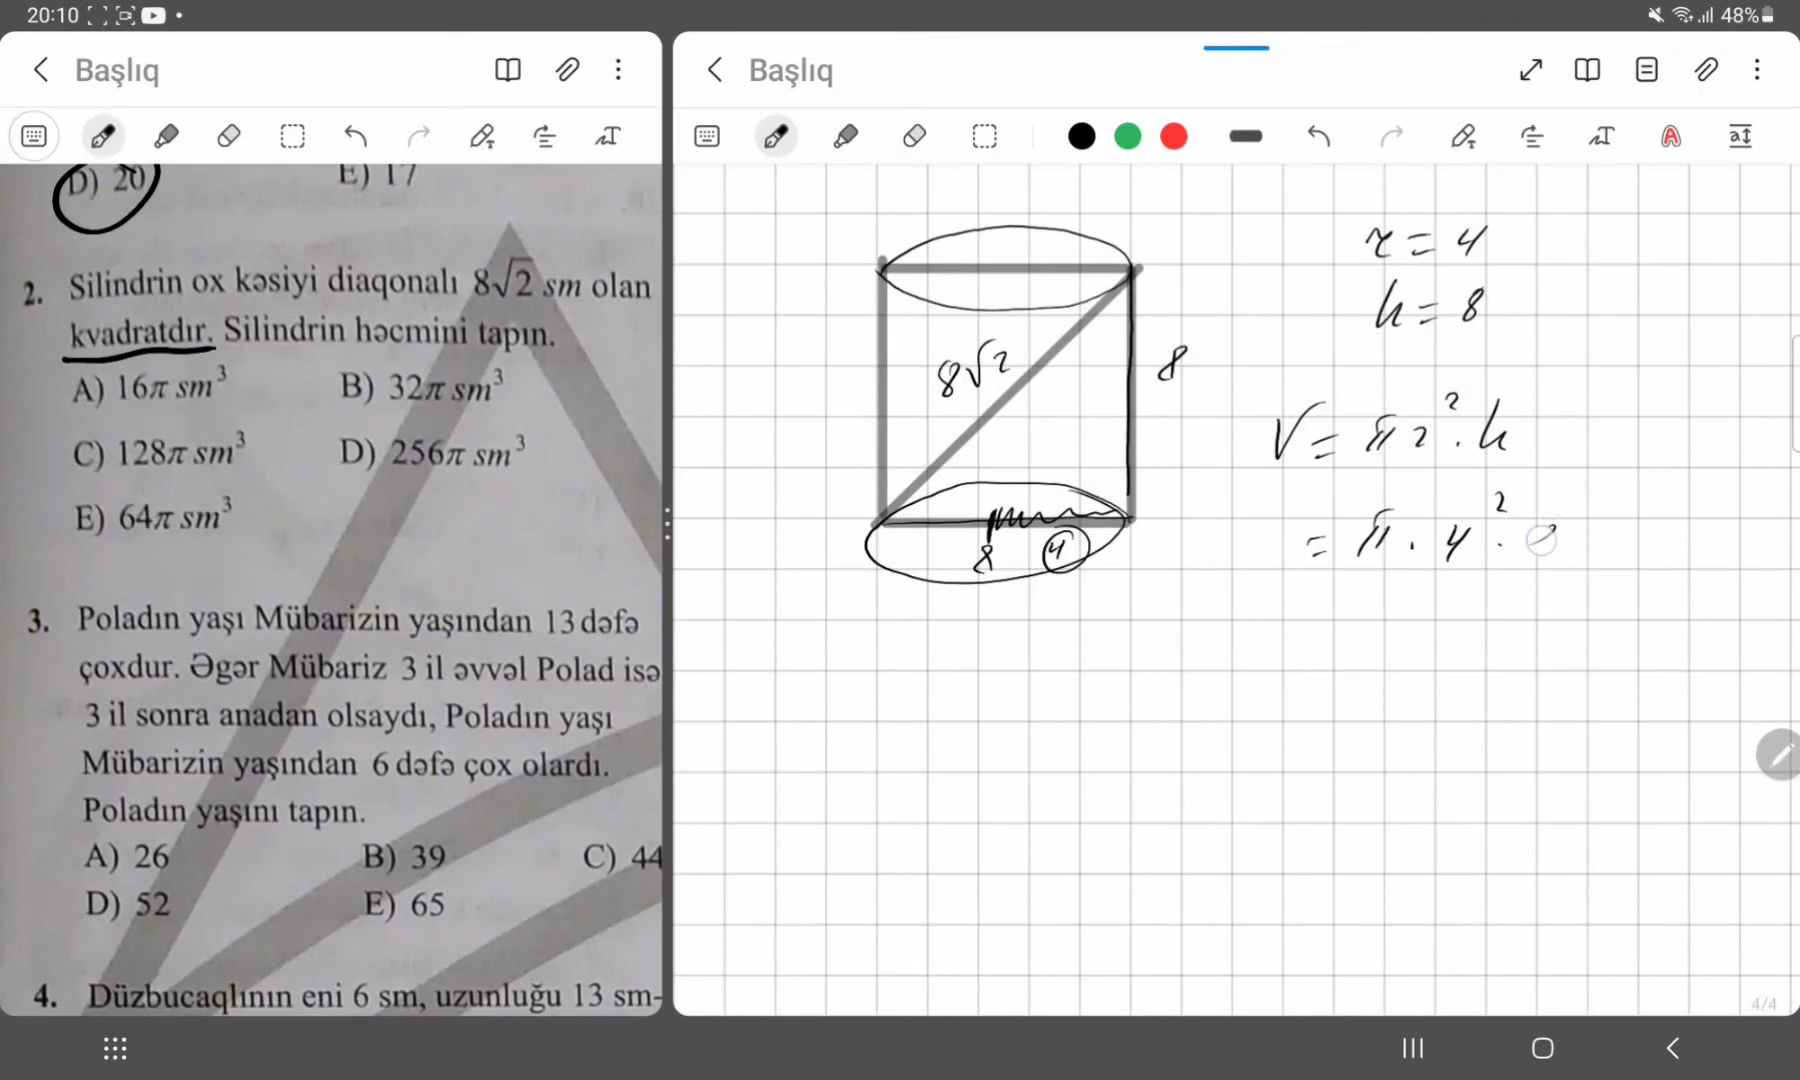 20:10
48%
Başlıq
D) 20 E) 17
2. Silindrin ox kəsiyi diaqonalı 8√2 sm olan
kvadratdır. Silindrin həcmini tapın.
A) 16π sm³ B) 32π sm³
C) 128π sm³ D) 256π sm³
E) 64π sm³
3. Poladın yaşı Mübarizin yaşından 13 dəfə
çoxdur. Əgər Mübariz 3 il əvvəl Polad isə
3 il sonra anadan olsaydı, Poladın yaşı
Mübarizin yaşından 6 dəfə çox olardı.
Poladın yaşını tapın.
A) 26 B) 39 C) 44
D) 52 E) 65
4. Düzbucaqlının eni 6 sm, uzunluğu 13 sm-
Başlıq
8√2
8
8 4
r = 4
h = 8
V = πr² · h
= π · 4² ·
4/4